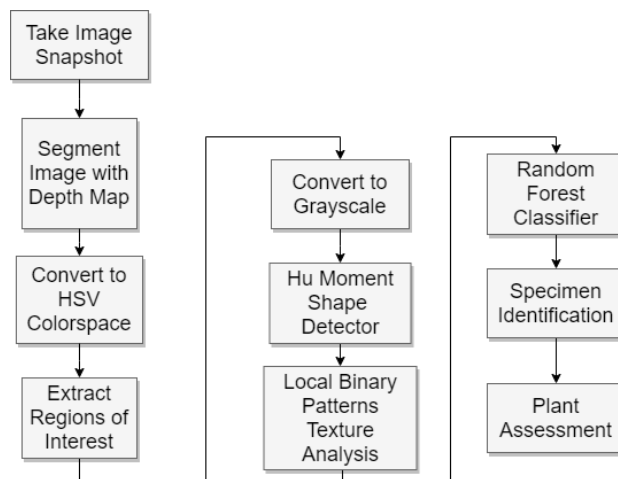 Take Image
Snapshot
Segment
Image with
Depth Map
Convert to
HSV
Colorspace
Extract
Regions of
Interest
Convert to
Grayscale
Hu Moment
Shape
Detector
Local Binary
Patterns
Texture
Analysis
Random
Forest
Classifier
Specimen
Identification
Plant
Assessment